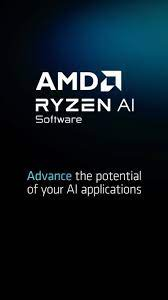 AMD
RYZEN AI
Software
Advance the potential
of your AI applications